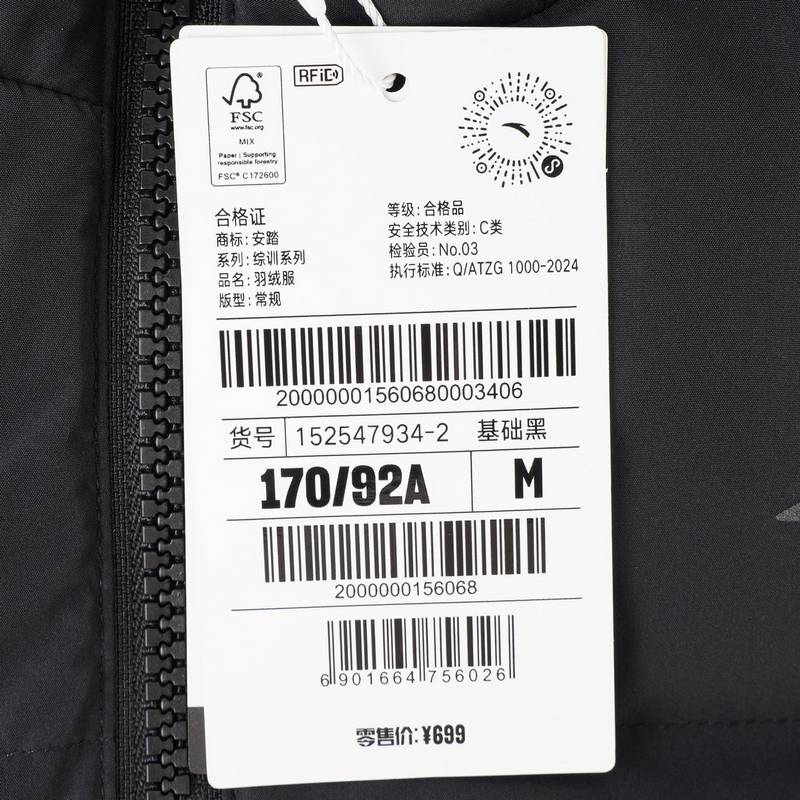 FSC®
www.fsc.org
MIX
Paper | Supporting
responsible forestry
FSC® C172600
RFID
合格证
商标:安踏
系列:综训系列
品名:羽绒服
版型:常规
等级:合格品
安全技术类别:C类
检验员:No.03
执行标准:Q/ATZG 1000-2024
20000001560680003406
货号 152547934-2 基础黑
170/92A M
2000000156068
6 901664 756026
零售价:¥699